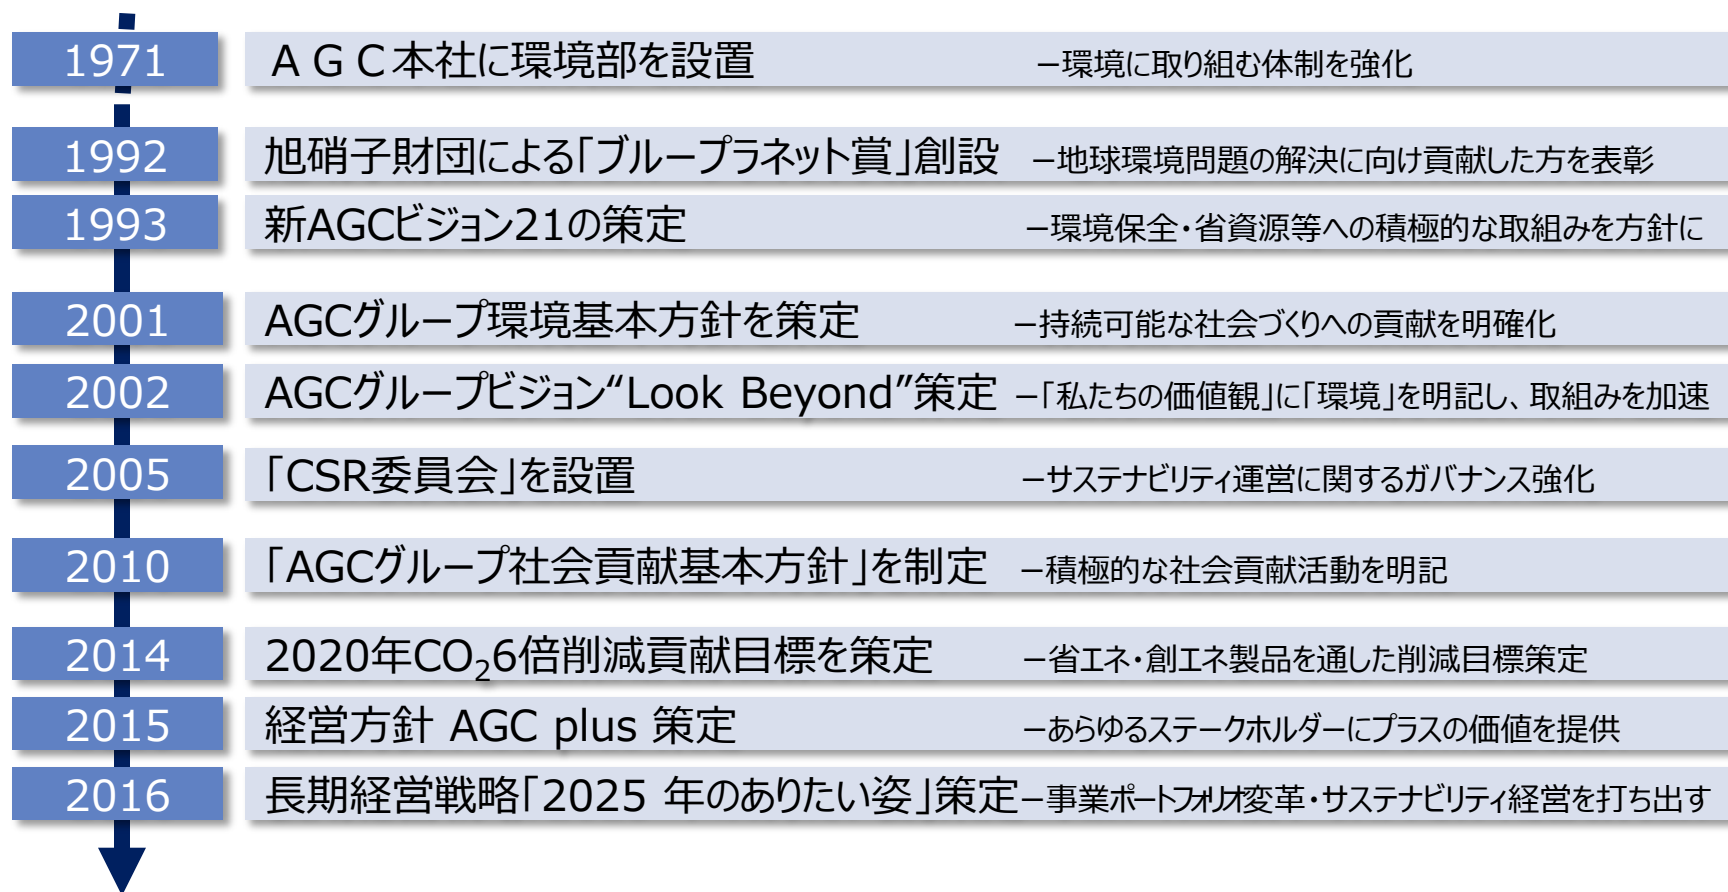 1971 ＡＧＣ本社に環境部を設置 －環境に取り組む体制を強化
1992 旭硝子財団による「ブループラネット賞」創設 －地球環境問題の解決に向け貢献した方を表彰
1993 新AGCビジョン21の策定 －環境保全・省資源等への積極的な取組みを方針に
2001 AGCグループ環境基本方針を策定 －持続可能な社会づくりへの貢献を明確化
2002 AGCグループビジョン“Look Beyond”策定 －「私たちの価値観」に「環境」を明記し、取組みを加速
2005 「CSR委員会」を設置 －サステナビリティ運営に関するガバナンス強化
2010 「AGCグループ社会貢献基本方針」を制定 －積極的な社会貢献活動を明記
2014 2020年CO₂6倍削減貢献目標を策定 －省エネ・創エネ製品を通した削減目標策定
2015 経営方針 AGC plus 策定 －あらゆるステークホルダーにプラスの価値を提供
2016 長期経営戦略「2025 年のありたい姿」策定 －事業ポートフォリオ変革・サステナビリティ経営を打ち出す